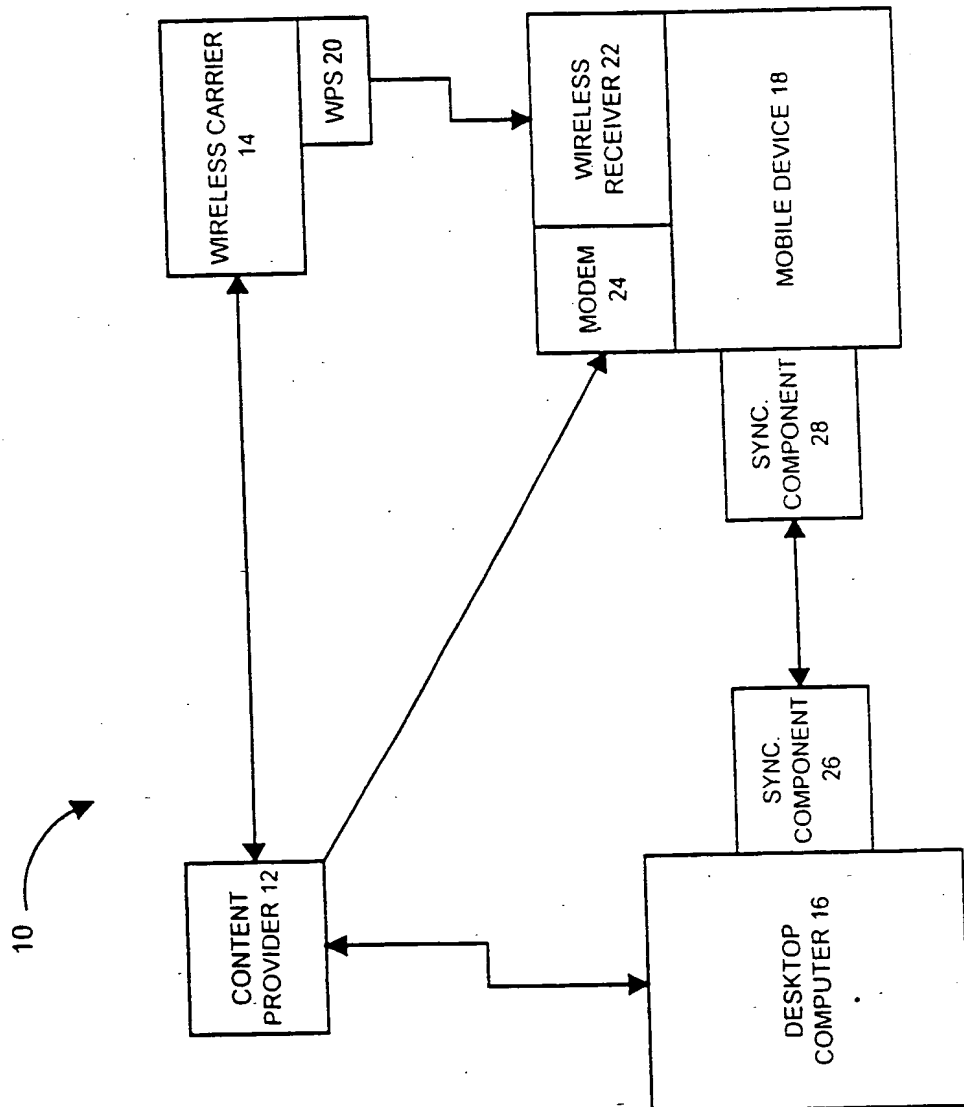 10
CONTENT
PROVIDER 12
WIRELESS CARRIER
14
WPS 20
DESKTOP
COMPUTER 16
SYNC.
COMPONENT
26
SYNC.
COMPONENT
28
MODEM
24
WIRELESS
RECEIVER 22
MOBILE DEVICE 18